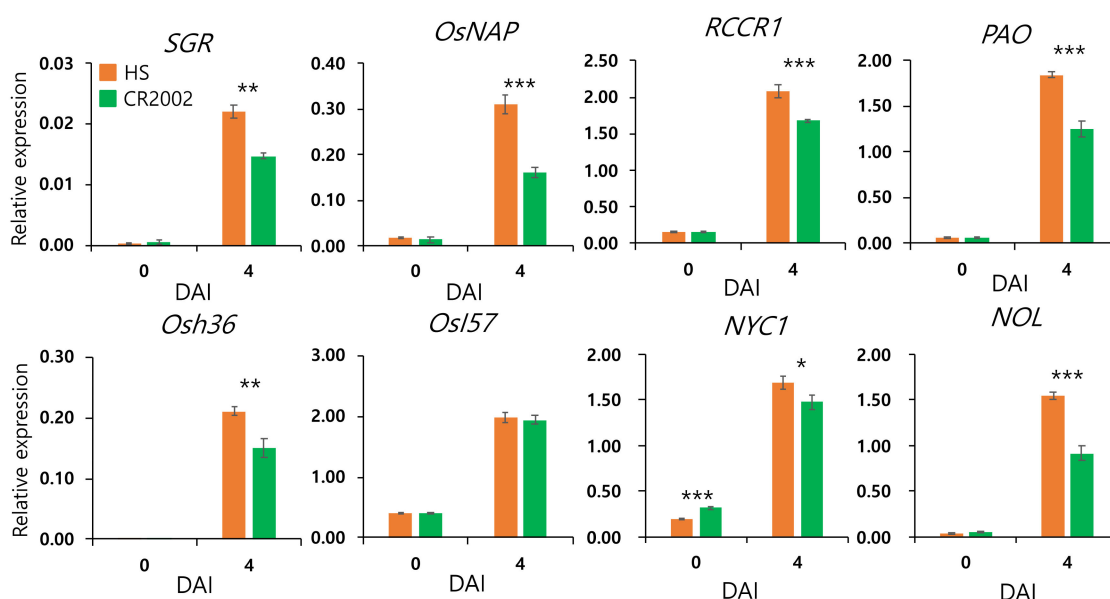 SGR
OsNAP
RCCR1
PAO
Relative expression
0.03
0.02
0.01
0.00
HS
CR2002
**
0 4
DAI
0.40
0.30
0.20
0.10
0.00
***
0 4
DAI
2.50
2.00
1.50
1.00
0.50
0.00
***
0 4
DAI
2.00
1.50
1.00
0.50
0.00
***
0 4
DAI
Osh36
Osl57
NYC1
NOL
Relative expression
0.30
0.20
0.10
0.00
**
0 4
DAI
3.00
2.00
1.00
0.00
0 4
DAI
2.00
1.50
1.00
0.50
0.00
***
*
0 4
DAI
2.00
1.50
1.00
0.50
0.00
***
0 4
DAI